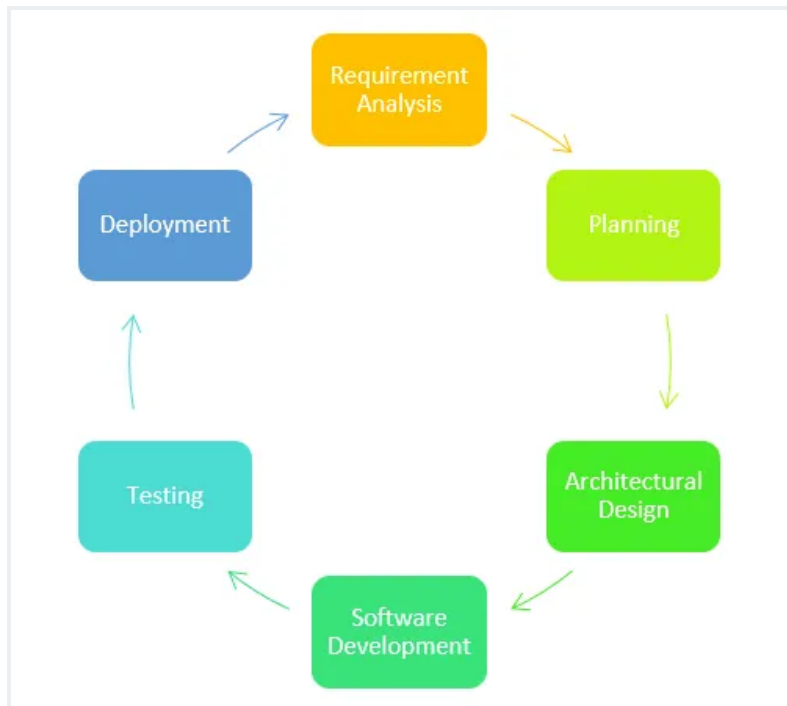 Requirement
Analysis
Planning
Architectural
Design
Software
Development
Testing
Deployment